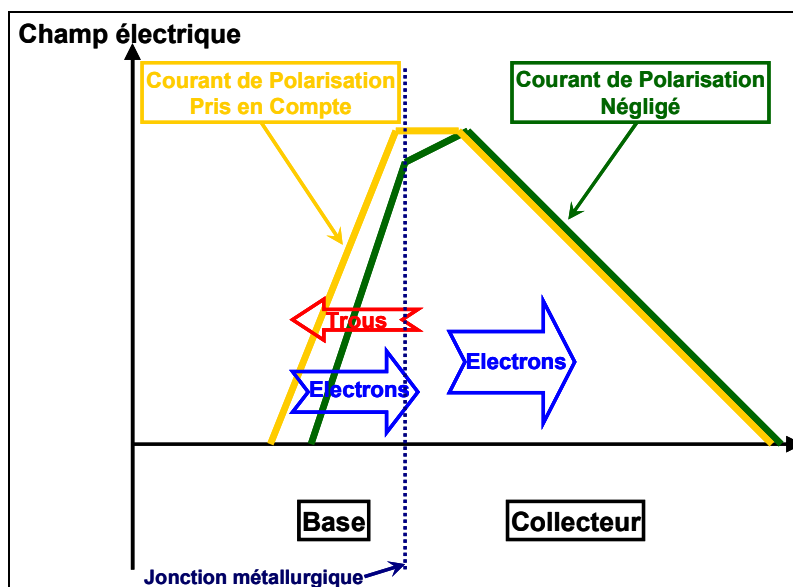 Champ électrique
Courant de Polarisation
Pris en Compte
Courant de Polarisation
Négligé
Trous
Electrons
Electrons
Base
Collecteur
Jonction métallurgique